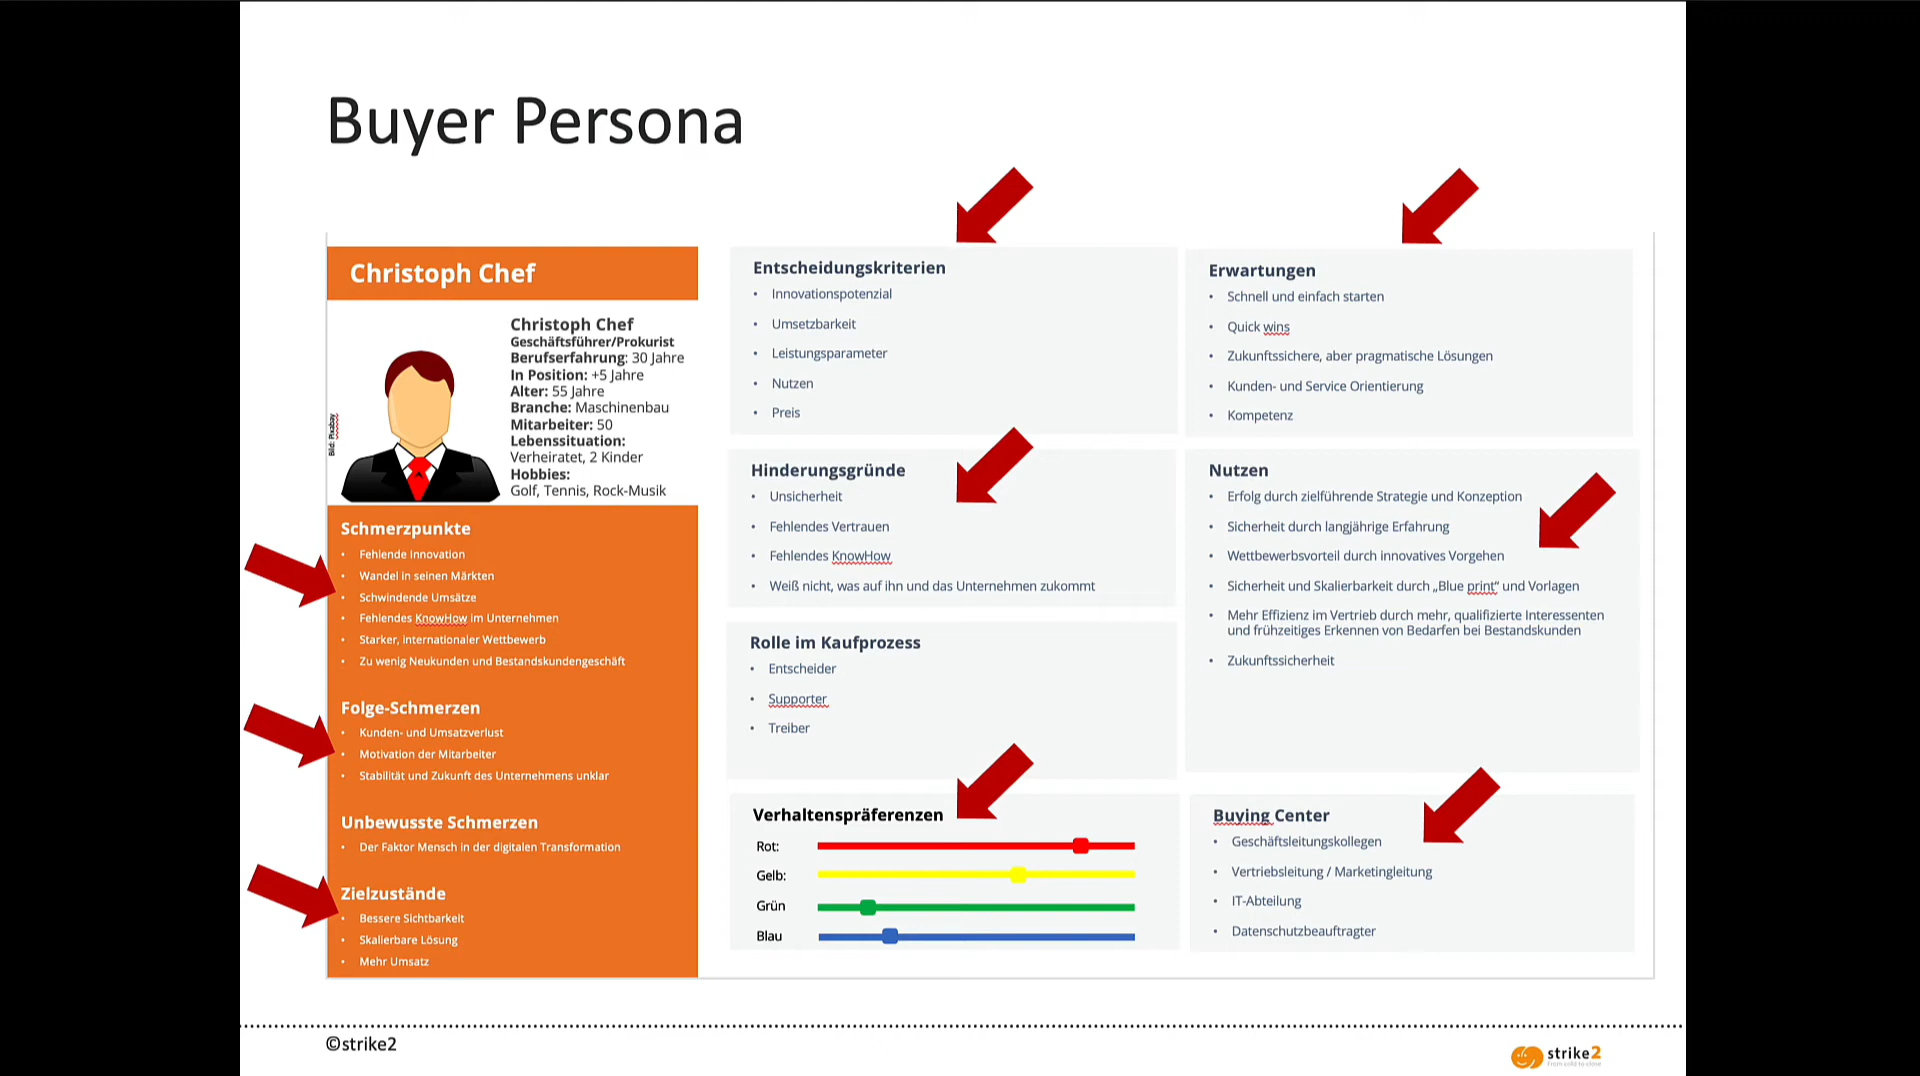 Buyer Persona
Christoph Chef
Christoph Chef
Geschäftsführer/Prokurist
Berufserfahrung: 30 Jahre
In Position: +5 Jahre
Alter: 55 Jahre
Branche: Maschinenbau
Mitarbeiter: 50
Lebenssituation:
Verheiratet, 2 Kinder
Hobbies:
Golf, Tennis, Rock-Musik
Bild: Pixabay
Schmerzpunkte
• Fehlende Innovation
• Wandel in seinen Märkten
• Schwindende Umsätze
• Fehlendes KnowHow im Unternehmen
• Starker, internationaler Wettbewerb
• Zu wenig Neukunden und Bestandskundengeschäft
Folge-Schmerzen
• Kunden- und Umsatzverlust
• Motivation der Mitarbeiter
• Stabilität und Zukunft des Unternehmens unklar
Unbewusste Schmerzen
• Der Faktor Mensch in der digitalen Transformation
Zielzustände
• Bessere Sichtbarkeit
• Skalierbare Lösung
• Mehr Umsatz
Entscheidungskriterien
• Innovationspotenzial
• Umsetzbarkeit
• Leistungsparameter
• Nutzen
• Preis
Hinderungsgründe
• Unsicherheit
• Fehlendes Vertrauen
• Fehlendes KnowHow
• Weiß nicht, was auf ihn und das Unternehmen zukommt
Rolle im Kaufprozess
• Entscheider
• Supporter
• Treiber
Verhaltenspräferenzen
Rot:
Gelb:
Grün
Blau
Erwartungen
• Schnell und einfach starten
• Quick wins
• Zukunftssichere, aber pragmatische Lösungen
• Kunden- und Service Orientierung
• Kompetenz
Nutzen
• Erfolg durch zielführende Strategie und Konzeption
• Sicherheit durch langjährige Erfahrung
• Wettbewerbsvorteil durch innovatives Vorgehen
• Sicherheit und Skalierbarkeit durch „Blue print“ und Vorlagen
• Mehr Effizienz im Vertrieb durch mehr, qualifizierte Interessenten
und frühzeitiges Erkennen von Bedarfen bei Bestandskunden
• Zukunftssicherheit
Buying Center
• Geschäftsleitungskollegen
• Vertriebsleitung / Marketingleitung
• IT-Abteilung
• Datenschutzbeauftragter
©strike2
strike2